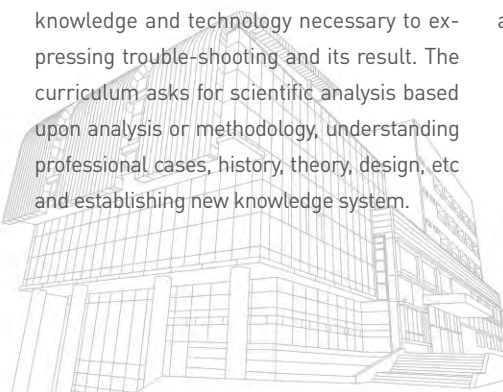 knowledge and technology necessary to ex-
pressing trouble-shooting and its result. The
curriculum asks for scientific analysis based
upon analysis or methodology, understanding
professional cases, history, theory, design, etc
and establishing new knowledge system.